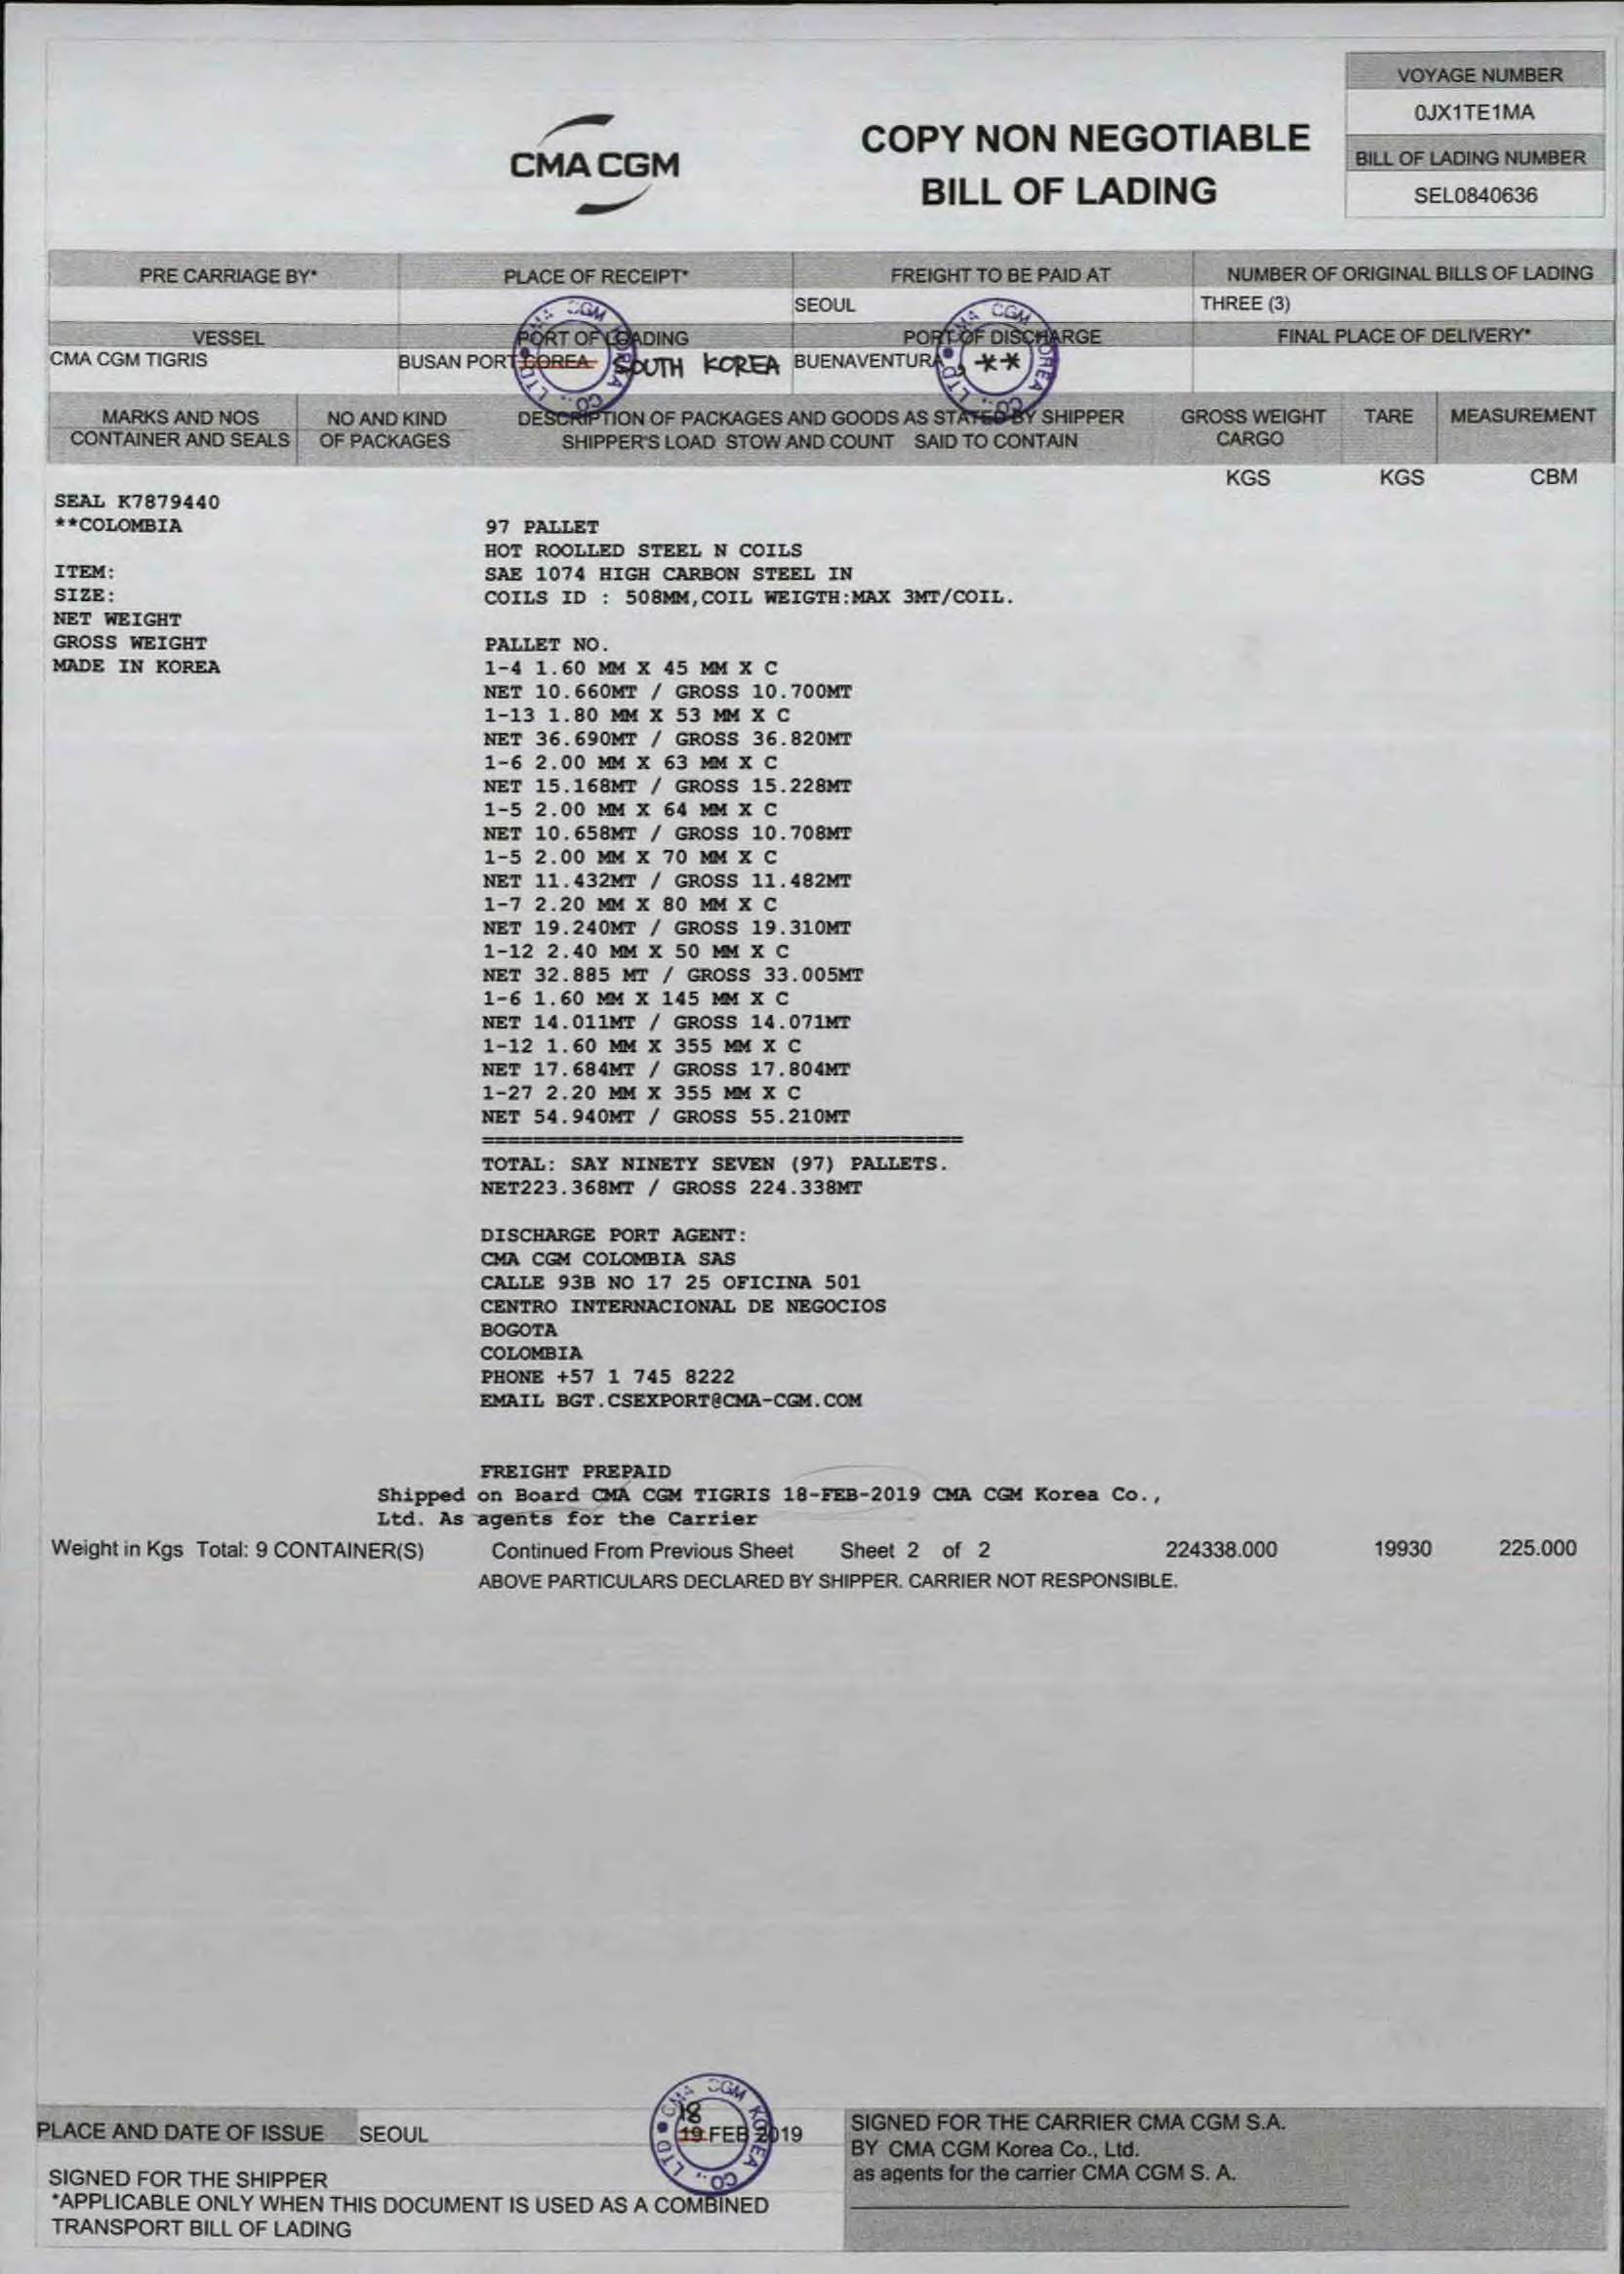 VOYAGE NUMBER
0JX1TE1MA
CMA CGM
COPY NON NEGOTIABLE
BILL OF LADING
BILL OF LADING NUMBER
SEL0840636
PRE CARRIAGE BY*
PLACE OF RECEIPT*
FREIGHT TO BE PAID AT
NUMBER OF ORIGINAL BILLS OF LADING
SEOUL
THREE (3)
VESSEL
PORT OF LOADING
PORT OF DISCHARGE
FINAL PLACE OF DELIVERY*
CMA CGM TIGRIS
BUSAN PORT KOREA SOUTH KOREA
BUENAVENTURA, **
CMA CGM KOREA CO., LTD
CMA CGM KOREA CO., LTD
MARKS AND NOS
CONTAINER AND SEALS
NO AND KIND
OF PACKAGES
DESCRIPTION OF PACKAGES AND GOODS AS STATED BY SHIPPER
SHIPPER'S LOAD STOW AND COUNT SAID TO CONTAIN
GROSS WEIGHT
CARGO
TARE
MEASUREMENT
KGS
KGS
CBM
SEAL K7879440
**COLOMBIA
ITEM:
SIZE:
NET WEIGHT
GROSS WEIGHT
MADE IN KOREA
97 PALLET
HOT ROOLLED STEEL N COILS
SAE 1074 HIGH CARBON STEEL IN
COILS ID : 508MM,COIL WEIGTH:MAX 3MT/COIL.
PALLET NO.
1-4 1.60 MM X 45 MM X C
NET 10.660MT / GROSS 10.700MT
1-13 1.80 MM X 53 MM X C
NET 36.690MT / GROSS 36.820MT
1-6 2.00 MM X 63 MM X C
NET 15.168MT / GROSS 15.228MT
1-5 2.00 MM X 64 MM X C
NET 10.658MT / GROSS 10.708MT
1-5 2.00 MM X 70 MM X C
NET 11.432MT / GROSS 11.482MT
1-7 2.20 MM X 80 MM X C
NET 19.240MT / GROSS 19.310MT
1-12 2.40 MM X 50 MM X C
NET 32.885 MT / GROSS 33.005MT
1-6 1.60 MM X 145 MM X C
NET 14.011MT / GROSS 14.071MT
1-12 1.60 MM X 355 MM X C
NET 17.684MT / GROSS 17.804MT
1-27 2.20 MM X 355 MM X C
NET 54.940MT / GROSS 55.210MT
======================================
TOTAL: SAY NINETY SEVEN (97) PALLETS.
NET223.368MT / GROSS 224.338MT
DISCHARGE PORT AGENT:
CMA CGM COLOMBIA SAS
CALLE 93B NO 17 25 OFICINA 501
CENTRO INTERNACIONAL DE NEGOCIOS
BOGOTA
COLOMBIA
PHONE +57 1 745 8222
EMAIL BGT.CSEXPORT@CMA-CGM.COM
FREIGHT PREPAID
Shipped on Board CMA CGM TIGRIS 18-FEB-2019 CMA CGM Korea Co.,
Ltd. As agents for the Carrier
Weight in Kgs Total: 9 CONTAINER(S) Continued From Previous Sheet Sheet 2 of 2 224338.000 19930 225.000
ABOVE PARTICULARS DECLARED BY SHIPPER. CARRIER NOT RESPONSIBLE.
PLACE AND DATE OF ISSUE SEOUL 18
19 FEB 2019
CMA CGM KOREA CO., LTD
SIGNED FOR THE SHIPPER
*APPLICABLE ONLY WHEN THIS DOCUMENT IS USED AS A COMBINED
TRANSPORT BILL OF LADING
SIGNED FOR THE CARRIER CMA CGM S.A.
BY CMA CGM Korea Co., Ltd.
as agents for the carrier CMA CGM S. A.